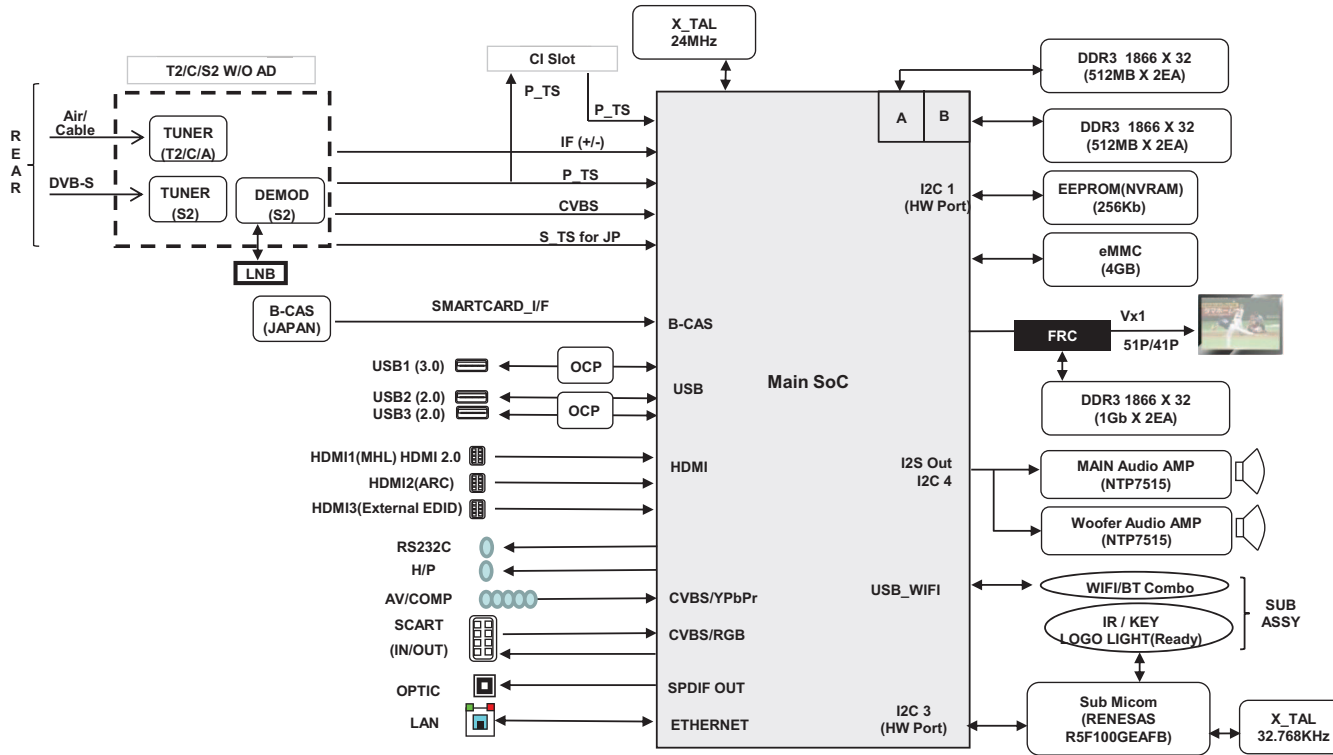 X_TAL
24MHz
CI Slot
T2/C/S2 W/O AD
P_TS
P_TS
DDR3 1866 X 32
(512MB X 2EA)
A
B
DDR3 1866 X 32
(512MB X 2EA)
REAR
Air/
Cable
TUNER
(T2/C/A)
IF (+/-)
P_TS
DVB-S
TUNER
(S2)
DEMOD
(S2)
CVBS
S_TS for JP
LNB
I2C 1
(HW Port)
EEPROM(NVRAM)
(256Kb)
eMMC
(4GB)
B-CAS
(JAPAN)
SMARTCARD_I/F
B-CAS
FRC
Vx1
51P/41P
USB1 (3.0)
OCP
USB2 (2.0)
USB3 (2.0)
OCP
USB
Main SoC
DDR3 1866 X 32
(1Gb X 2EA)
HDMI1(MHL) HDMI 2.0
HDMI2(ARC)
HDMI3(External EDID)
HDMI
I2S Out
I2C 4
MAIN Audio AMP
(NTP7515)
Woofer Audio AMP
(NTP7515)
RS232C
H/P
AV/COMP
CVBS/YPbPr
USB_WIFI
WIFI/BT Combo
SUB
ASSY
SCART
(IN/OUT)
CVBS/RGB
IR / KEY
LOGO LIGHT(Ready)
OPTIC
SPDIF OUT
LAN
ETHERNET
I2C 3
(HW Port)
Sub Micom
(RENESAS
R5F100GEAFB)
X_TAL
32.768KHz